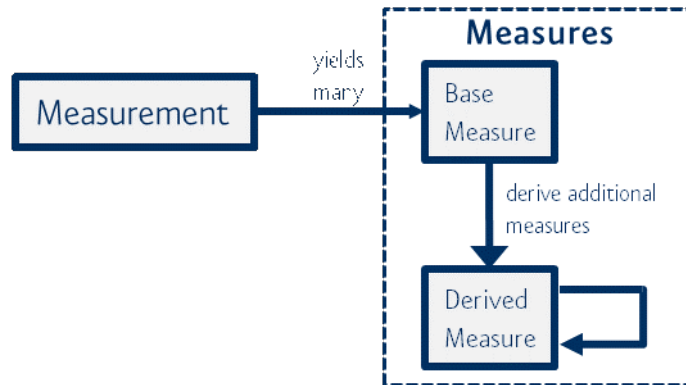 Measures
yields
many
Measurement
Base
Measure
derive additional
measures
Derived
Measure